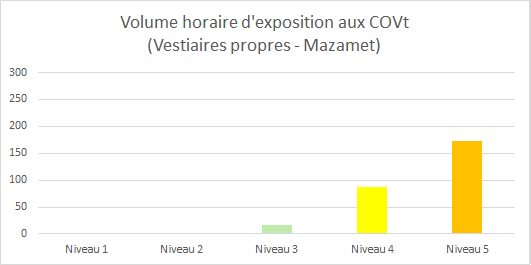 Volume horaire d'exposition aux COVt
(Vestiaires propres - Mazamet)
300
250
200
150
100
50
0
Niveau 1 Niveau 2 Niveau 3 Niveau 4 Niveau 5